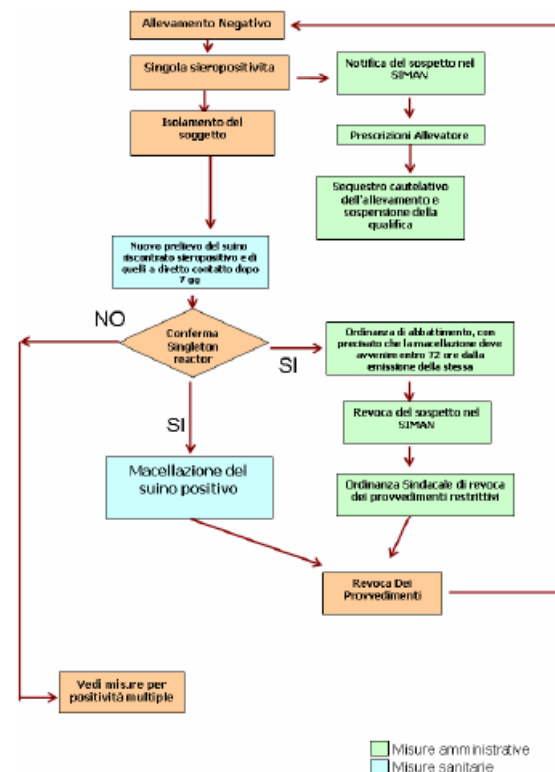 Allevamento Negativo
Singola sieropositivita
Notifica del sospetto nel
SIMAN
Isolamento del
soggetto
Prescrizioni Allevatore
Sequestro cautelativo
dell'allevamento e
sospensione della
qualifica
Nuovo prelievo del suino
riscontrato sieropositivo e di
quelli a diretto contatto dopo
7 gg
NO
Conferma
Singleton
reactor
SI
Ordinanza di abbattimento, con
precisato che la macellazione deve
avvenire entro 72 ore dalla
emissione della stessa
SI
Revoca del sospetto nel
SIMAN
Macellazione del
suino positivo
Ordinanza Sindacale di revoca
dei provvedimenti restrittivi
Revoca Dei
Provvedimenti
Vedi misure per
positività multiple
Misure amministrative
Misure sanitarie